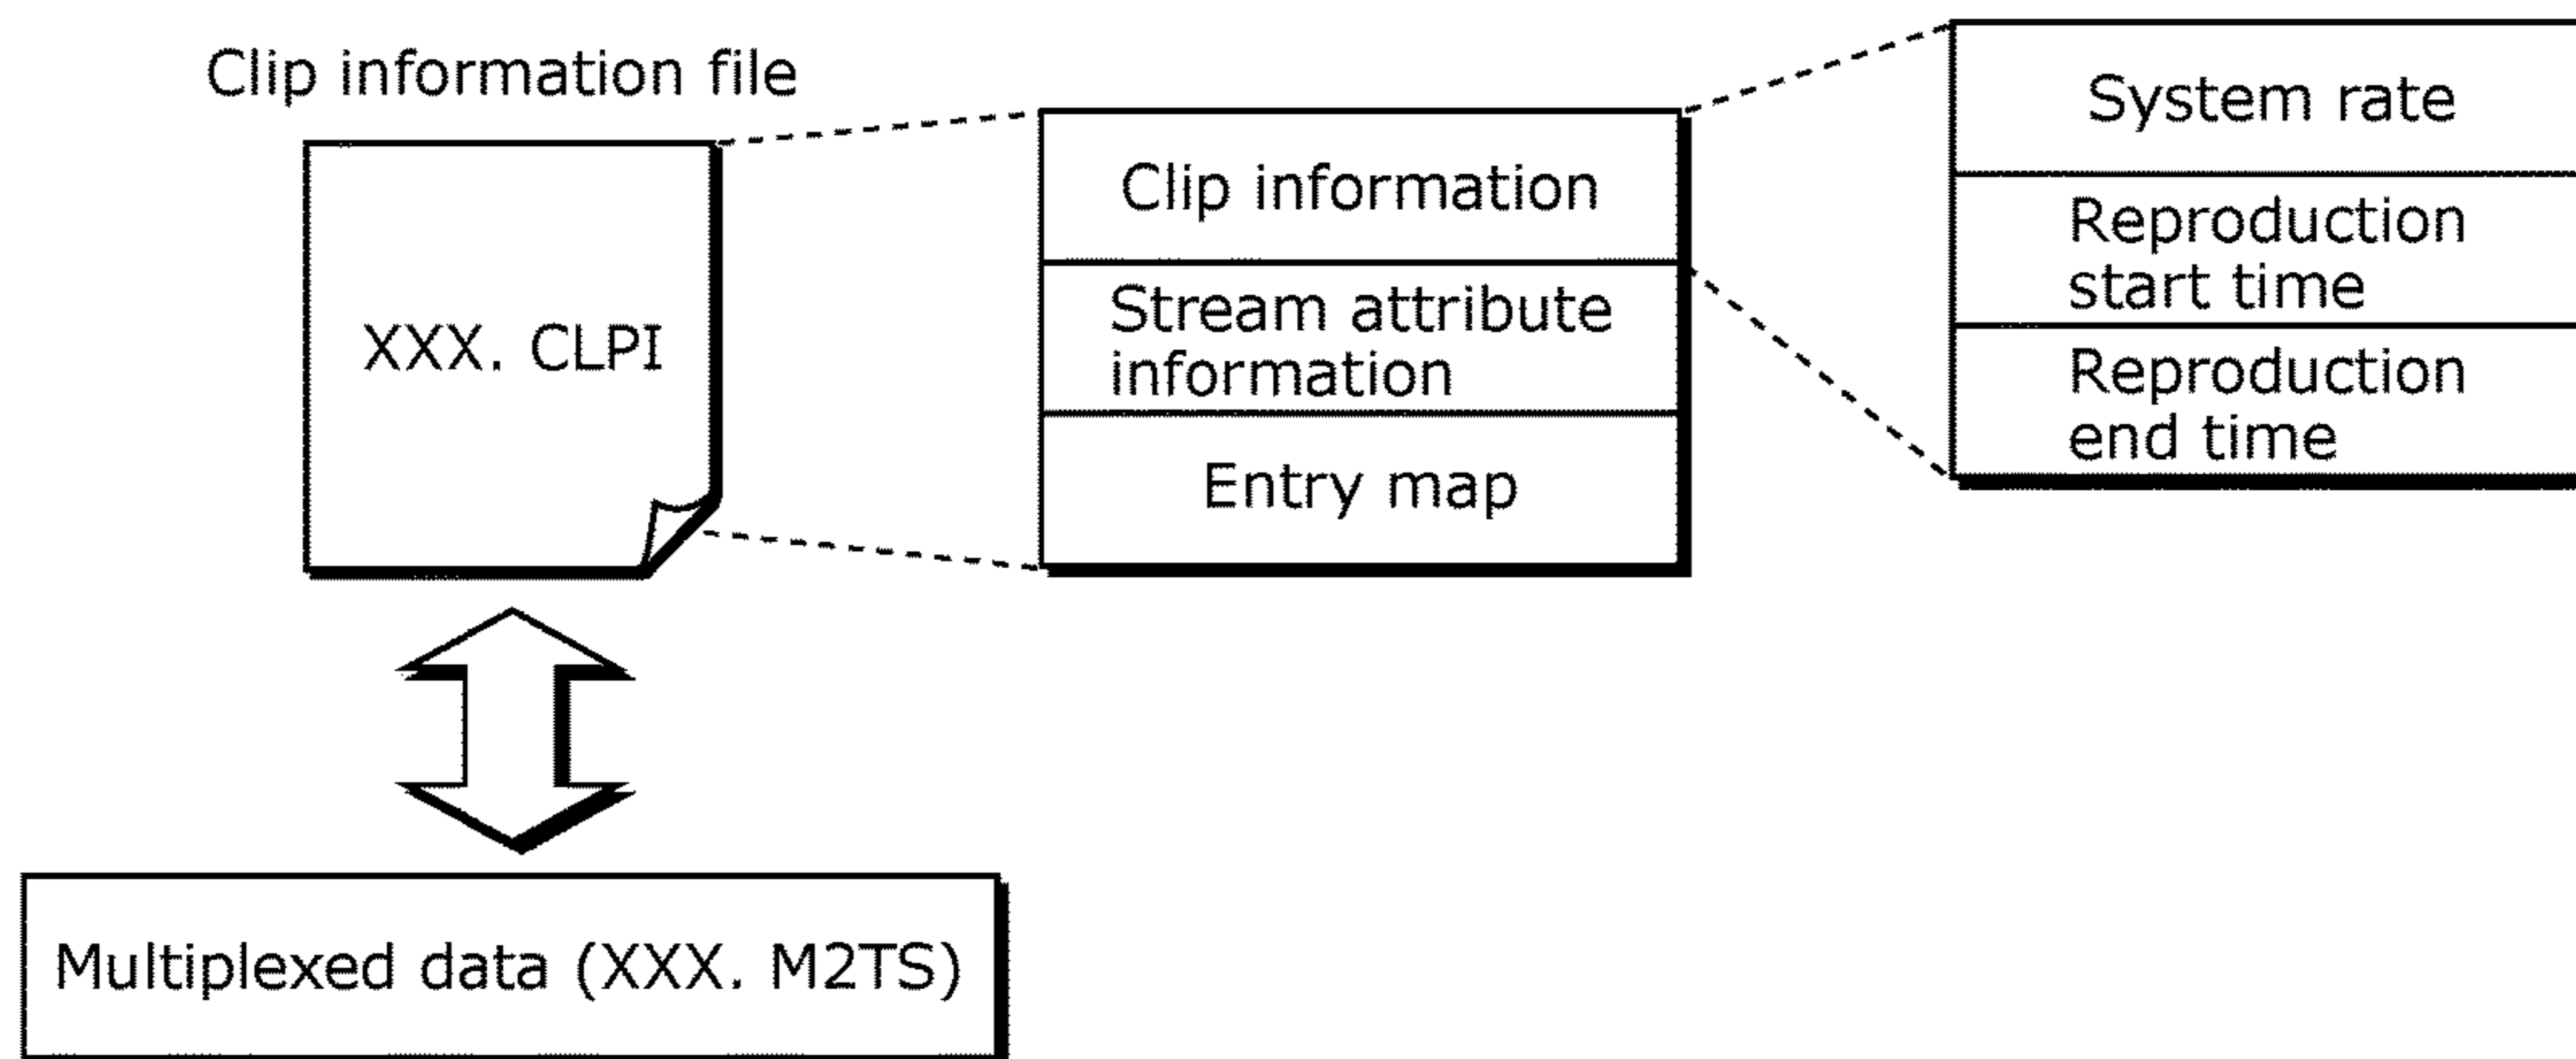 Clip information file
XXX. CLPI
Clip information
Stream attribute
information
Entry map
System rate
Reproduction
start time
Reproduction
end time
Multiplexed data (XXX. M2TS)